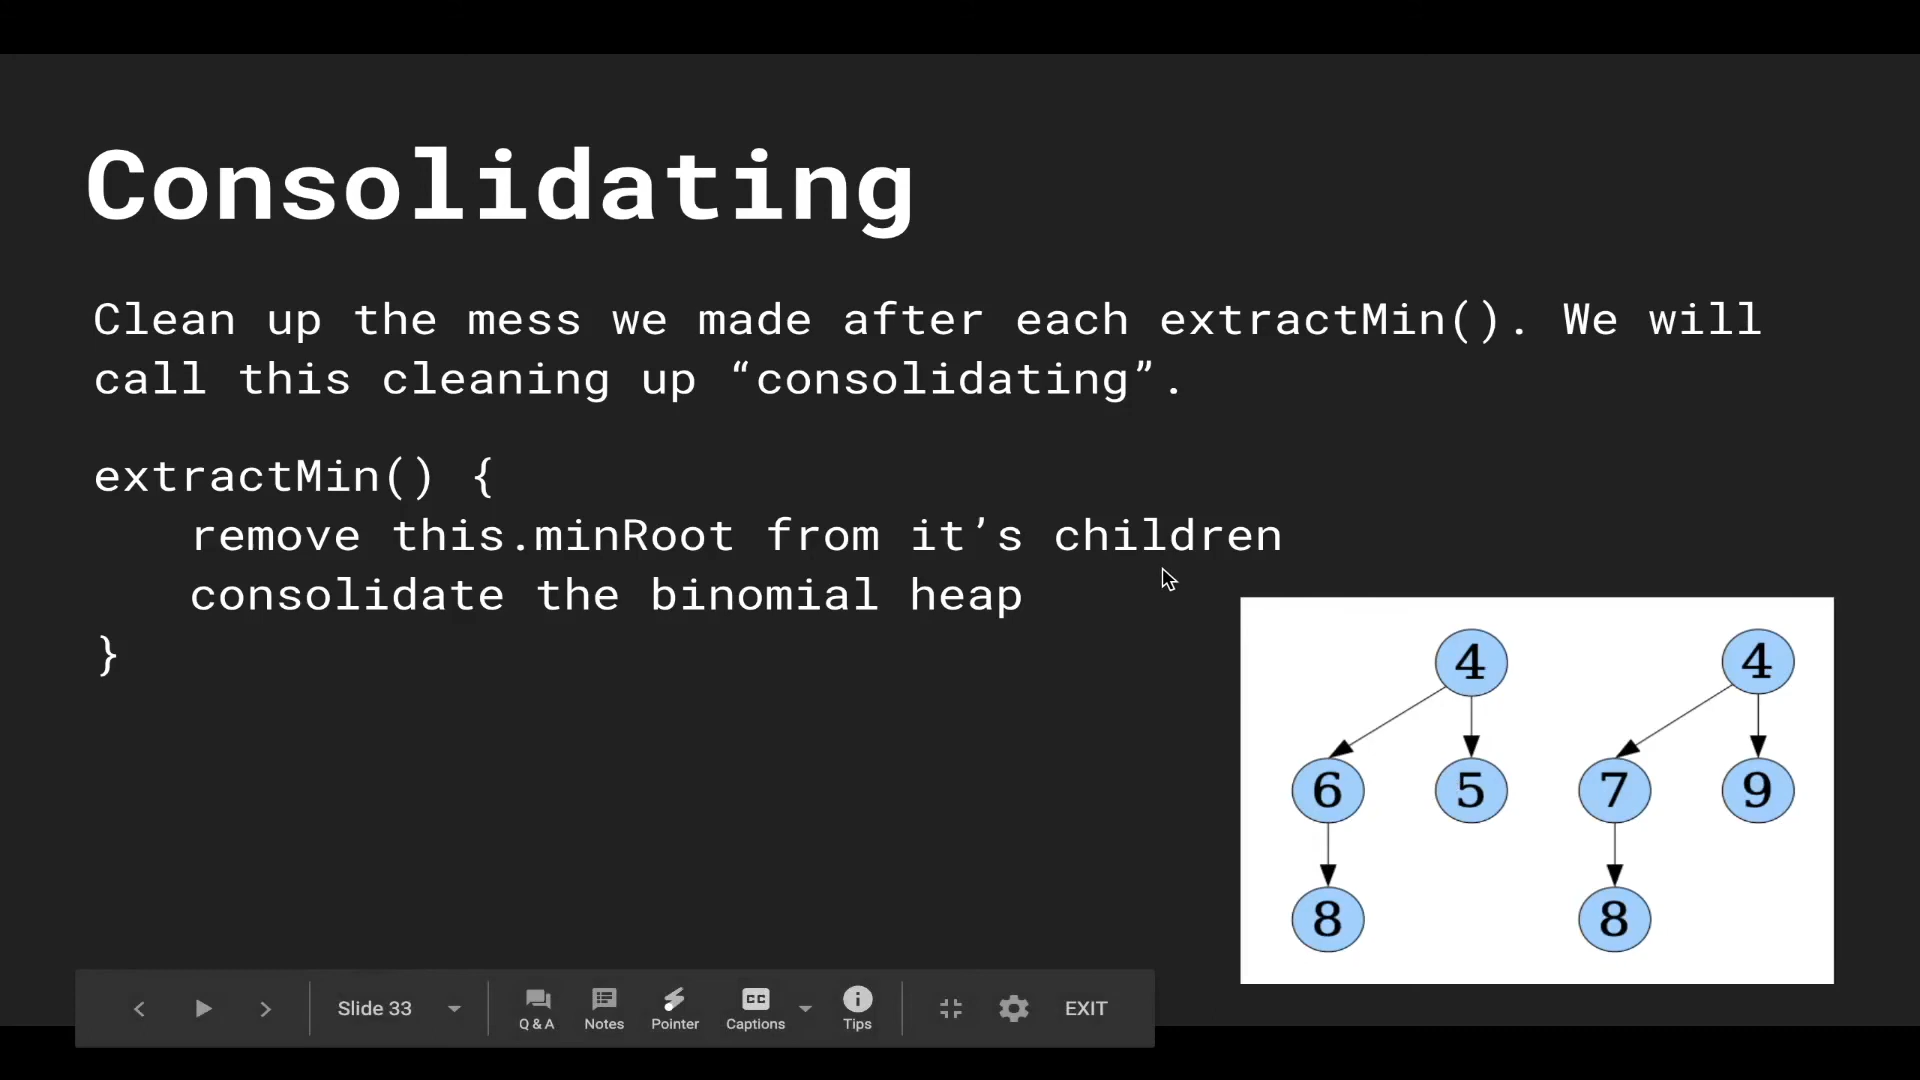 Consolidating
Clean up the mess we made after each extractMin(). We will
call this cleaning up “consolidating”.
extractMin() {
remove this.minRoot from it’s children
consolidate the binomial heap
}
4 4
6 5 7 9
8 8
Slide 33
Q & A Notes Pointer CC Captions Tips EXIT